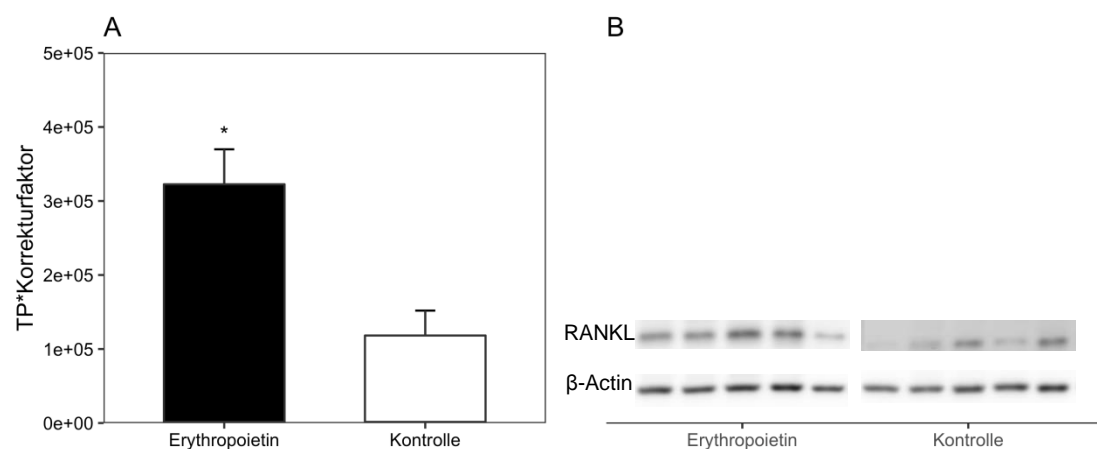 A
TP*Korrekturfaktor
5e+05
4e+05
3e+05
2e+05
1e+05
0e+00
*
Erythropoietin
Kontrolle
B
RANKL
β-Actin
Erythropoietin
Kontrolle